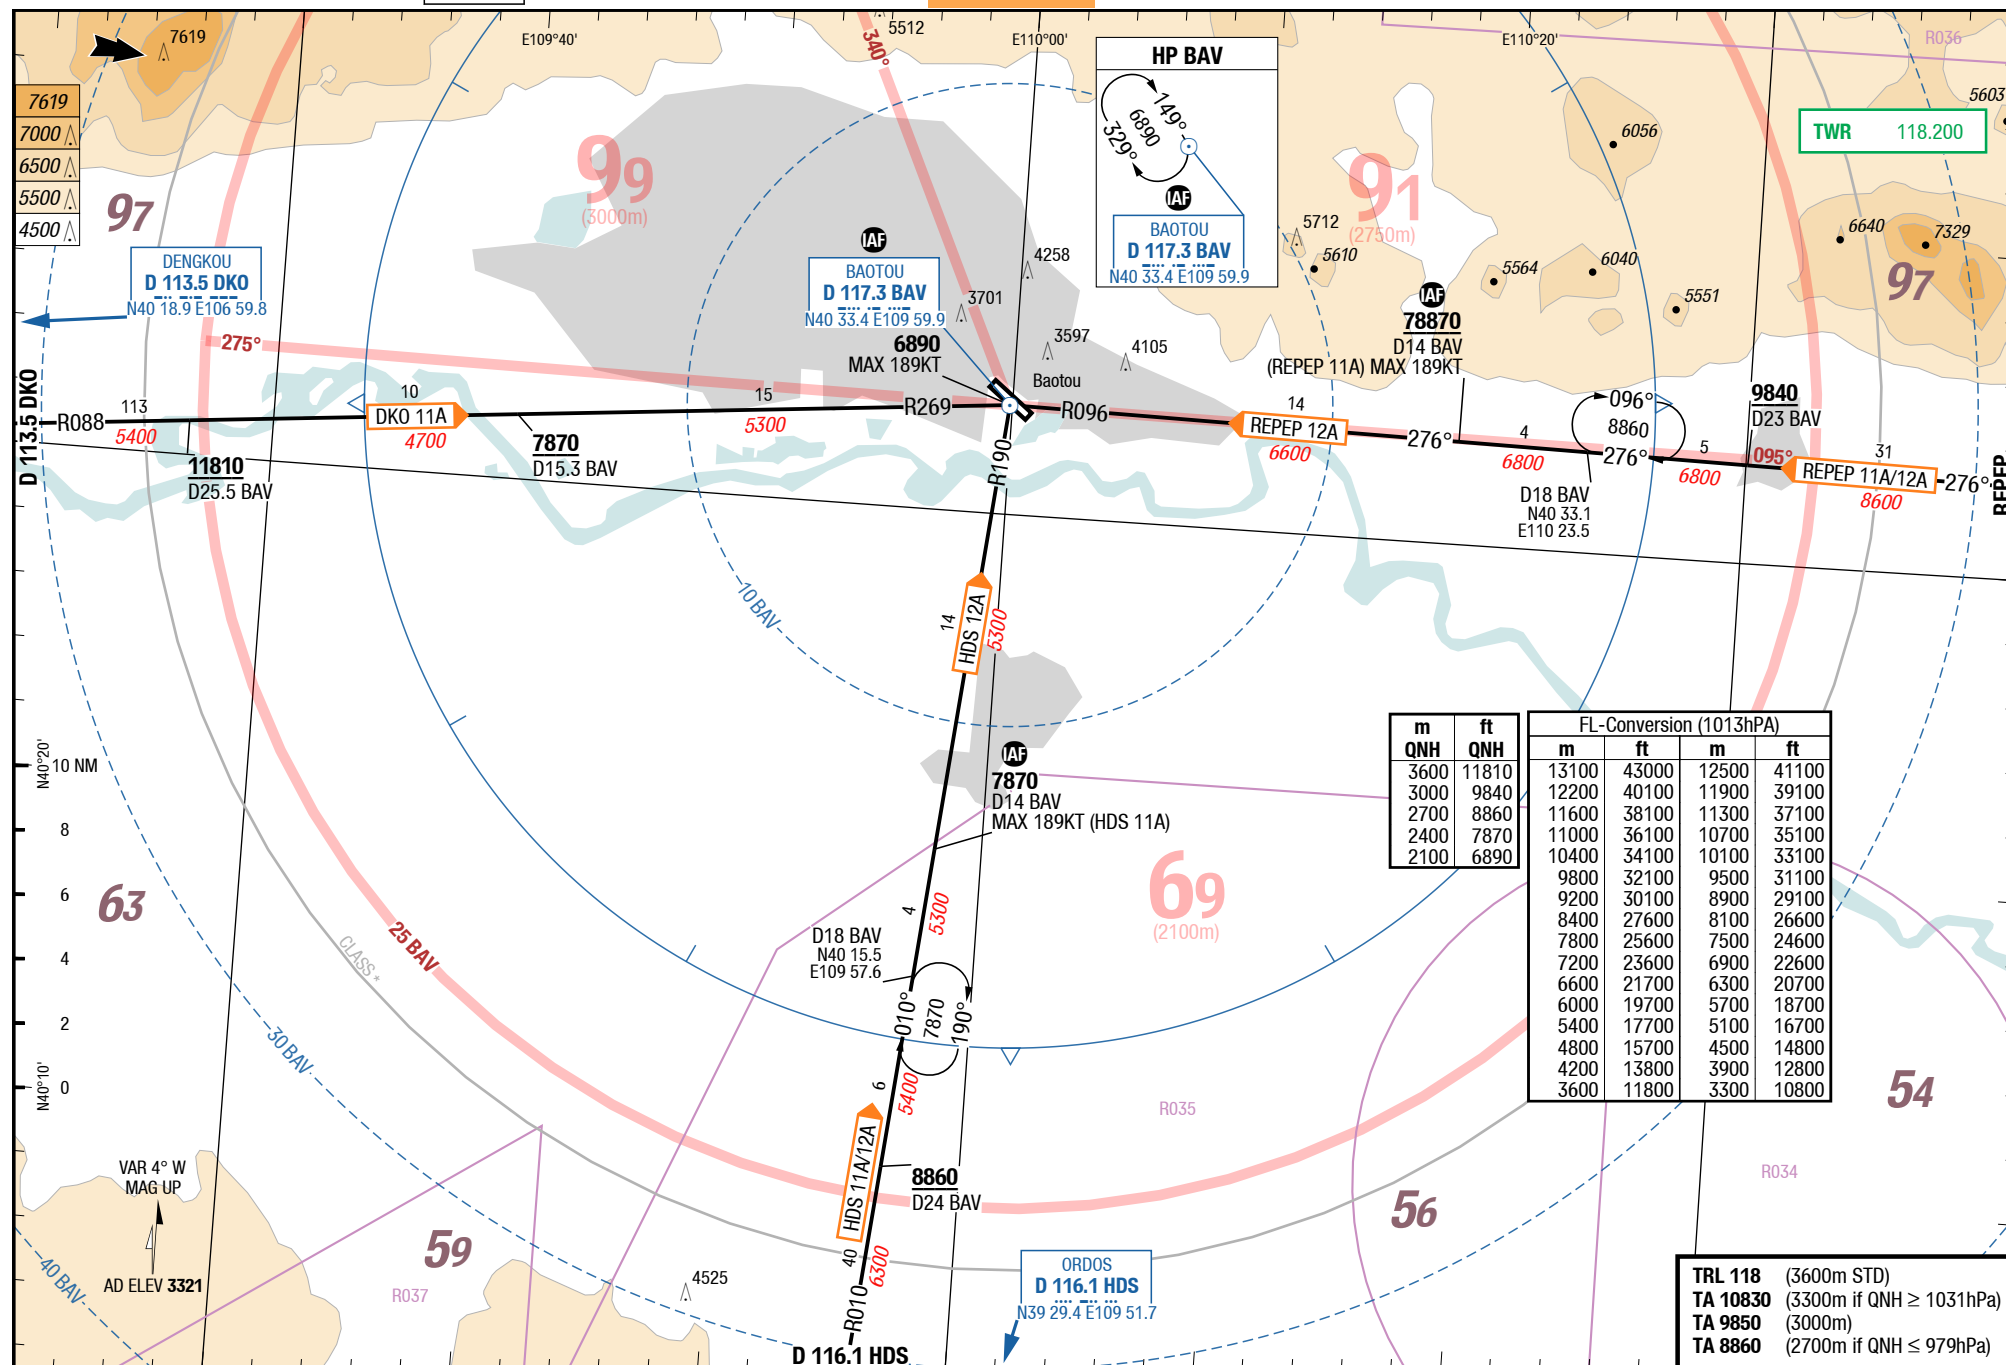 7619
5512
E109°40'
E110°00'
E110°20'
R036
340°
5603
7619
7000
6500
5500
4500
HP BAV
149°
6890
329°
IAF
BAOTOU
D 117.3 BAV
N40 33.4 E109 59.9
TWR 118.200
6056
99
(3000m)
91
(2750m)
97
97
DENGKOU
D 113.5 DKO
N40 18.9 E106 59.8
IAF
BAOTOU
D 117.3 BAV
N40 33.4 E109 59.9
6890
MAX 189KT
4258
3701
3597
4105
Baotou
5712
5610
5564
6040
5551
6640
7329
IAF
78870
D14 BAV
(REPEP 11A) MAX 189KT
275°
D 113.5 DKO
R088
113
5400
11810
D25.5 BAV
10
DKO 11A
4700
7870
D15.3 BAV
15
5300
R269
R096
R190
14
REPEP 12A
6600
276°
4
6800
096°
8860
276°
5
6800
9840
D23 BAV
095°
31
REPEP 11A/12A
8600
276°
REPEP
D18 BAV
N40 33.1
E110 23.5
10 BAV
14
HDS 12A
5300
IAF
7870
D14 BAV
MAX 189KT (HDS 11A)
4
5300
D18 BAV
N40 15.5
E109 57.6
010°
7870
190°
6
5400
HDS 11A/12A
8860
D24 BAV
40
6300
R010
D 116.1 HDS
ORDOS
D 116.1 HDS
N39 29.4 E109 51.7
69
(2100m)
63
59
56
54
CLASS *
25 BAV
30 BAV
40 BAV
R035
R034
R037
4525
N40°20'
10 NM
8
6
4
2
0
N40°10'
VAR 4° W
MAG UP
AD ELEV 3321
m ft
QNH QNH
3600 11810
3000 9840
2700 8860
2400 7870
2100 6890
FL-Conversion (1013hPA)
m ft m ft
13100 43000 12500 41100
12200 40100 11900 39100
11600 38100 11300 37100
11000 36100 10700 35100
10400 34100 10100 33100
9800 32100 9500 31100
9200 30100 8900 29100
8400 27600 8100 26600
7800 25600 7500 24600
7200 23600 6900 22600
6600 21700 6300 20700
6000 19700 5700 18700
5400 17700 5100 16700
4800 15700 4500 14800
4200 13800 3900 12800
3600 11800 3300 10800
TRL 118 (3600m STD)
TA 10830 (3300m if QNH ≥ 1031hPa)
TA 9850 (3000m)
TA 8860 (2700m if QNH ≤ 979hPa)